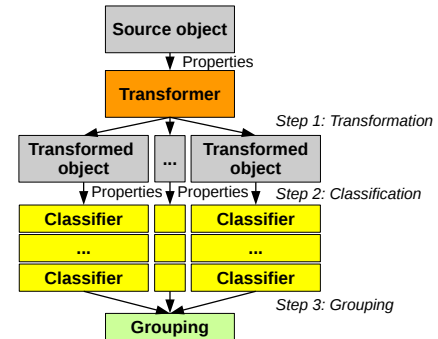 Source object
Properties
Transformer
Step 1: Transformation
Transformed object
...
Transformed object
Properties
Properties
Step 2: Classification
Classifier
Classifier
...
...
Classifier
Classifier
Step 3: Grouping
Grouping